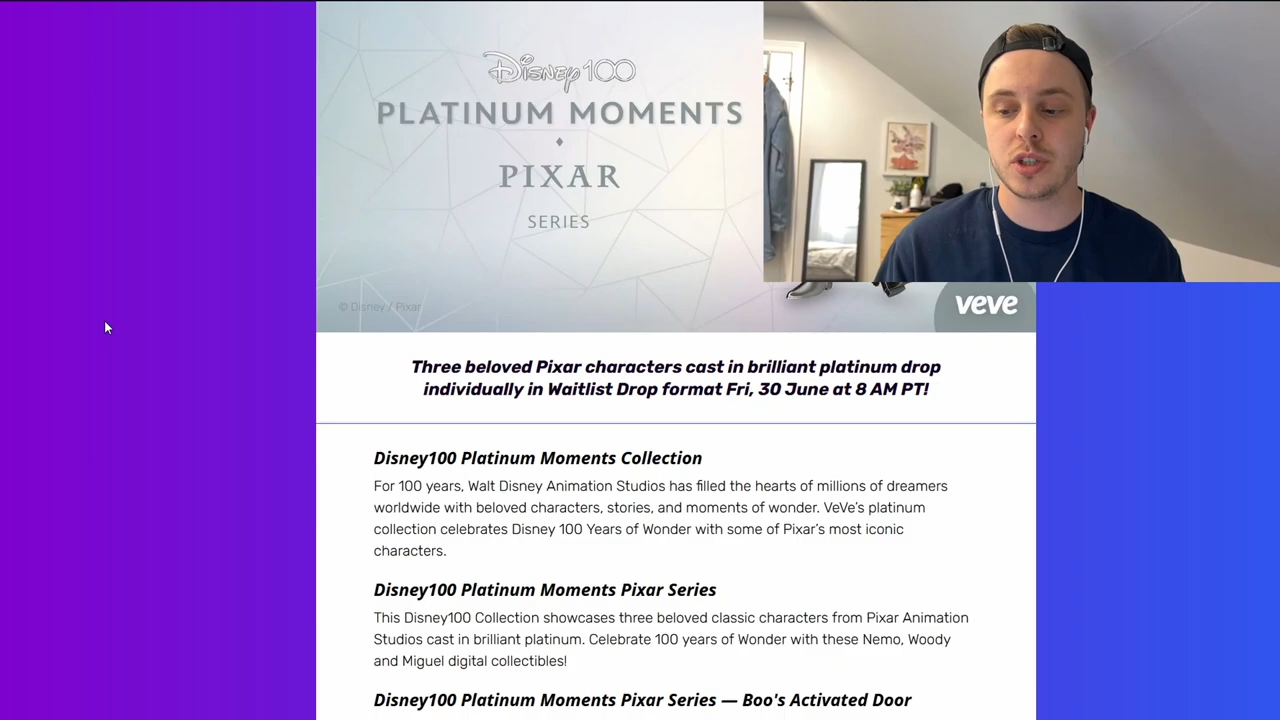 Disney100
PLATINUM MOMENTS
PIXAR
SERIES
© Disney / Pixar
veve
Three beloved Pixar characters cast in brilliant platinum drop
individually in Waitlist Drop format Fri, 30 June at 8 AM PT!
Disney100 Platinum Moments Collection
For 100 years, Walt Disney Animation Studios has filled the hearts of millions of dreamers
worldwide with beloved characters, stories, and moments of wonder. VeVe’s platinum
collection celebrates Disney 100 Years of Wonder with some of Pixar’s most iconic
characters.
Disney100 Platinum Moments Pixar Series
This Disney100 Collection showcases three beloved classic characters from Pixar Animation
Studios cast in brilliant platinum. Celebrate 100 years of Wonder with these Nemo, Woody
and Miguel digital collectibles!
Disney100 Platinum Moments Pixar Series — Boo's Activated Door